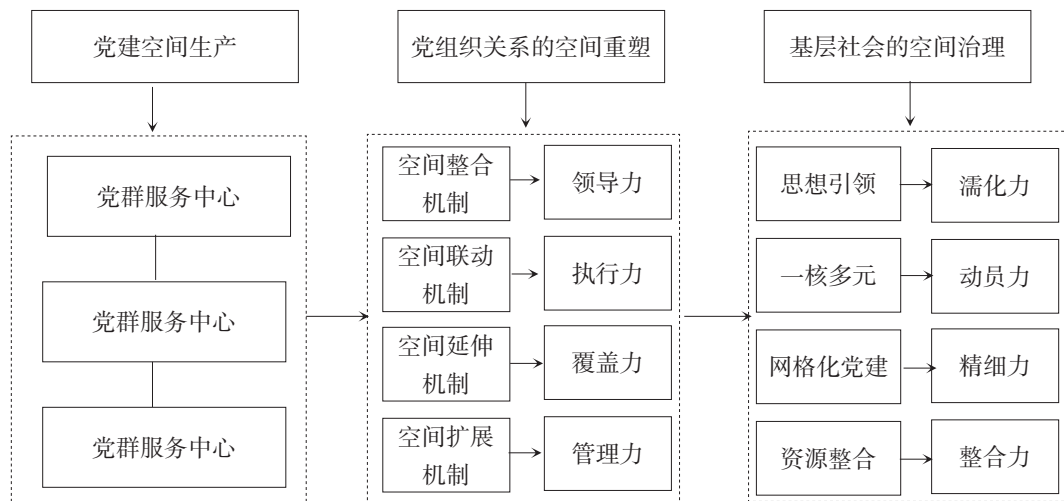 党建空间生产
党组织关系的空间重塑
基层社会的空间治理
党群服务中心
党群服务中心
党群服务中心
空间整合
机制
领导力
空间联动
机制
执行力
空间延伸
机制
覆盖力
空间扩展
机制
管理力
思想引领
濡化力
一核多元
动员力
网格化党建
精细力
资源整合
整合力